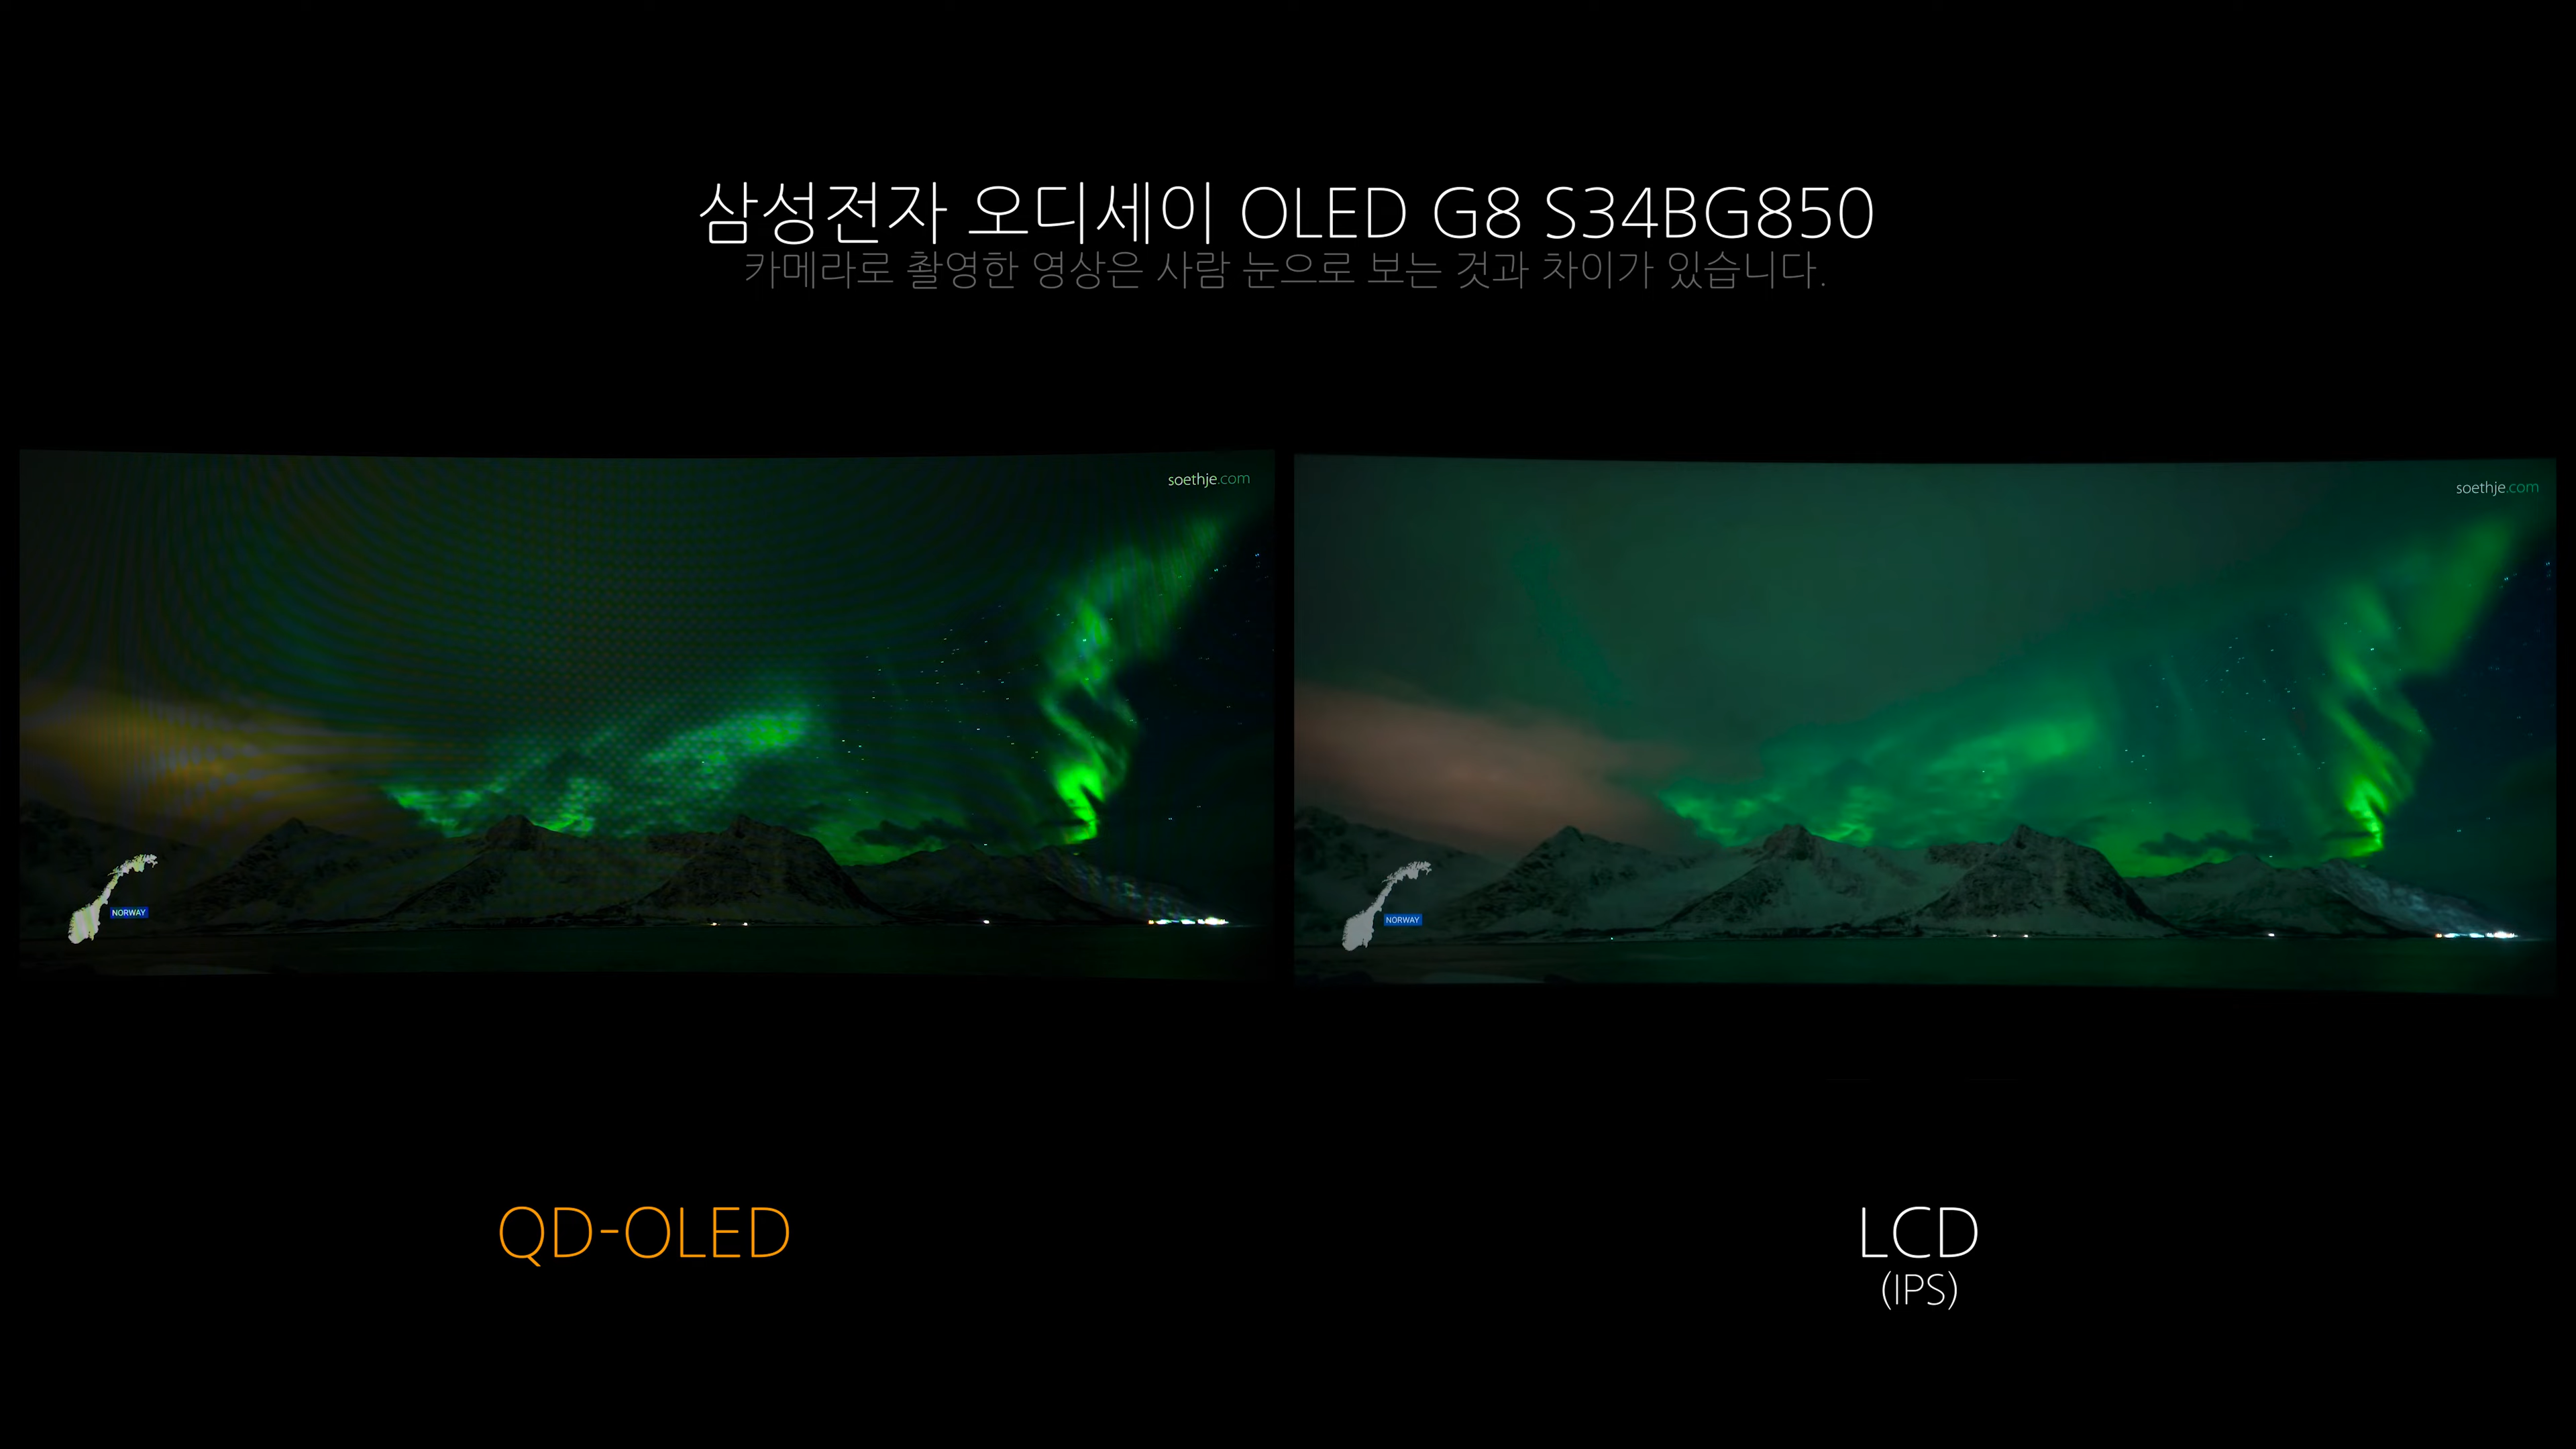 삼성전자 오디세이 OLED G8 S34BG850
카메라로 촬영한 영상은 사람 눈으로 보는 것과 차이가 있습니다.
soethje.com
soethje.com
NORWAY
NORWAY
QD-OLED
LCD
(IPS)